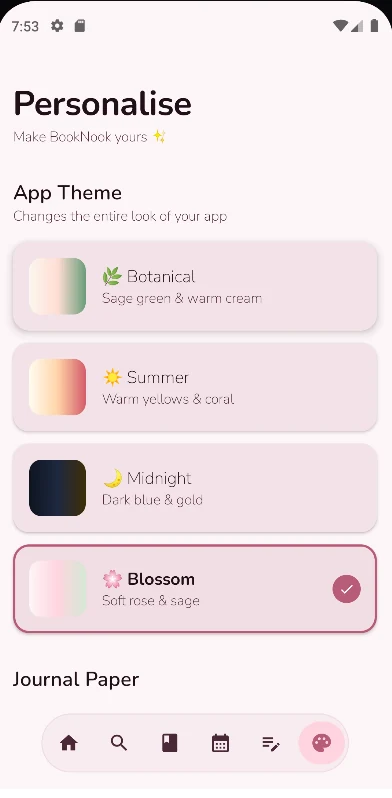 7:53
Personalise
Make BookNook yours ✨
App Theme
Changes the entire look of your app
🌿 Botanical
Sage green & warm cream
☀️ Summer
Warm yellows & coral
🌙 Midnight
Dark blue & gold
🌸 Blossom
Soft rose & sage
Journal Paper